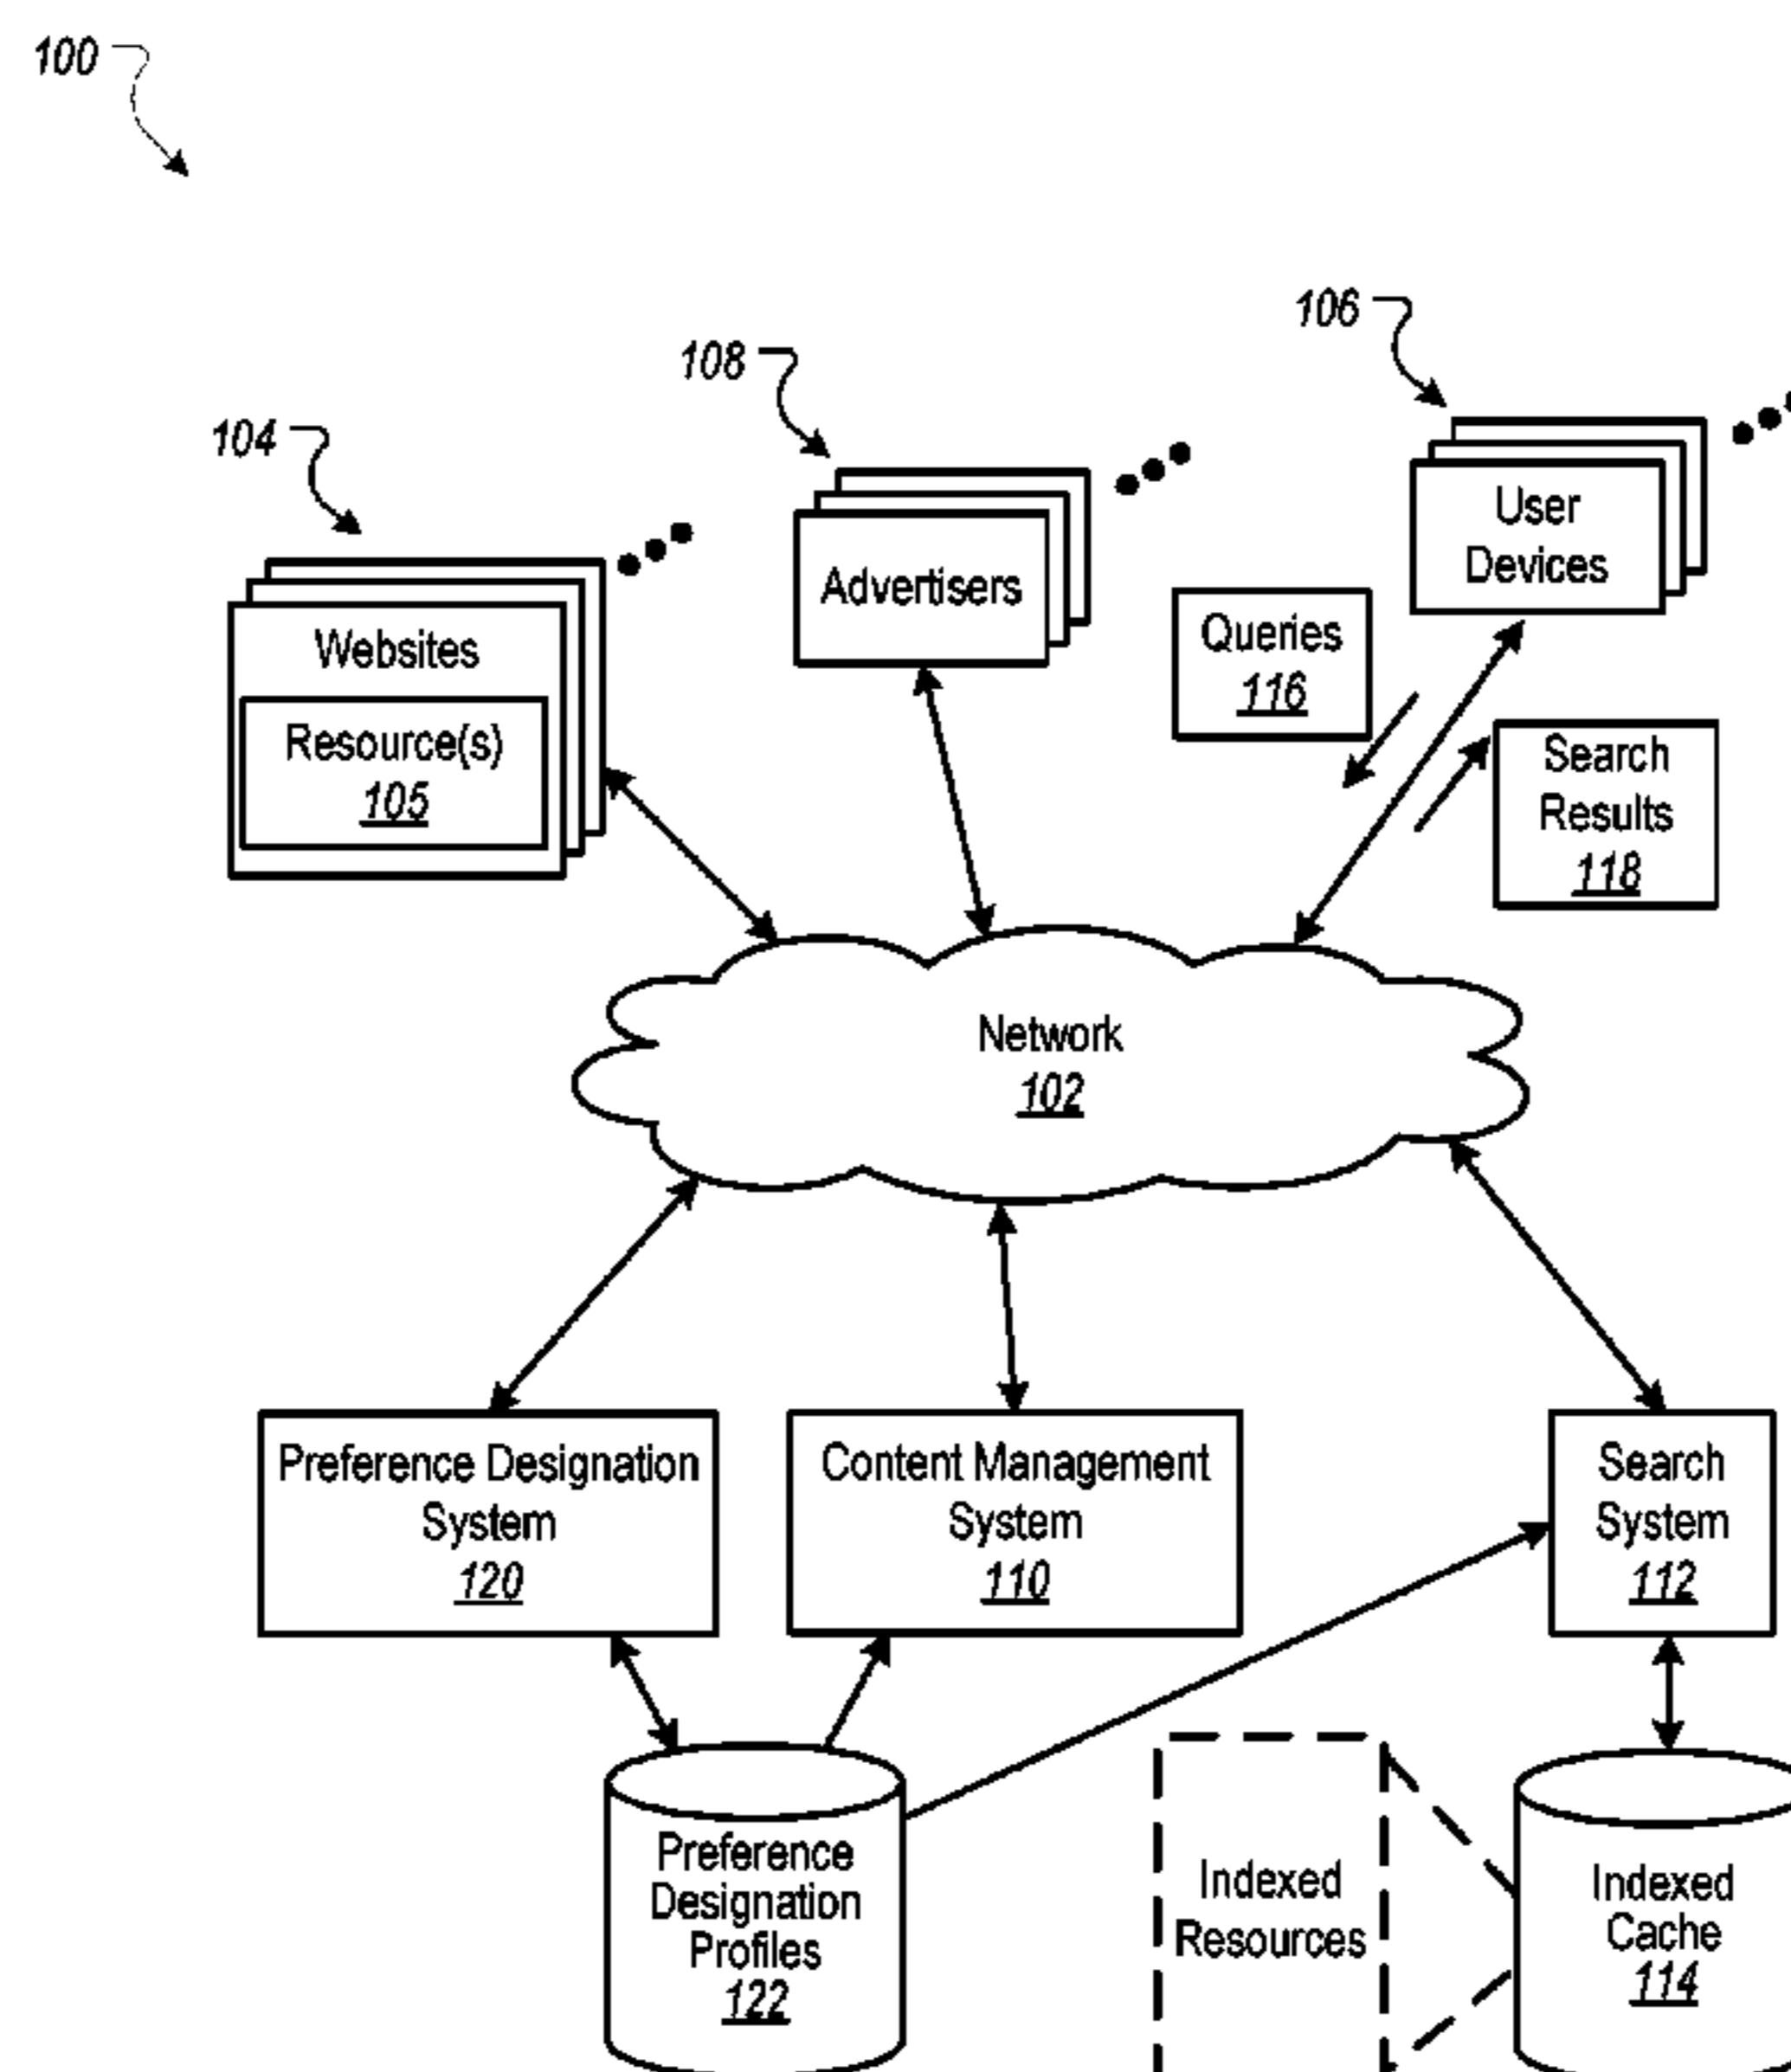 100
106
108
104
User
Devices
Advertisers
Queries
116
Websites
Resource(s)
105
Search
Results
118
Network
102
Preference Designation
System
120
Content Management
System
110
Search
System
112
Preference
Designation
Profiles
122
Indexed
Resources
Indexed
Cache
114